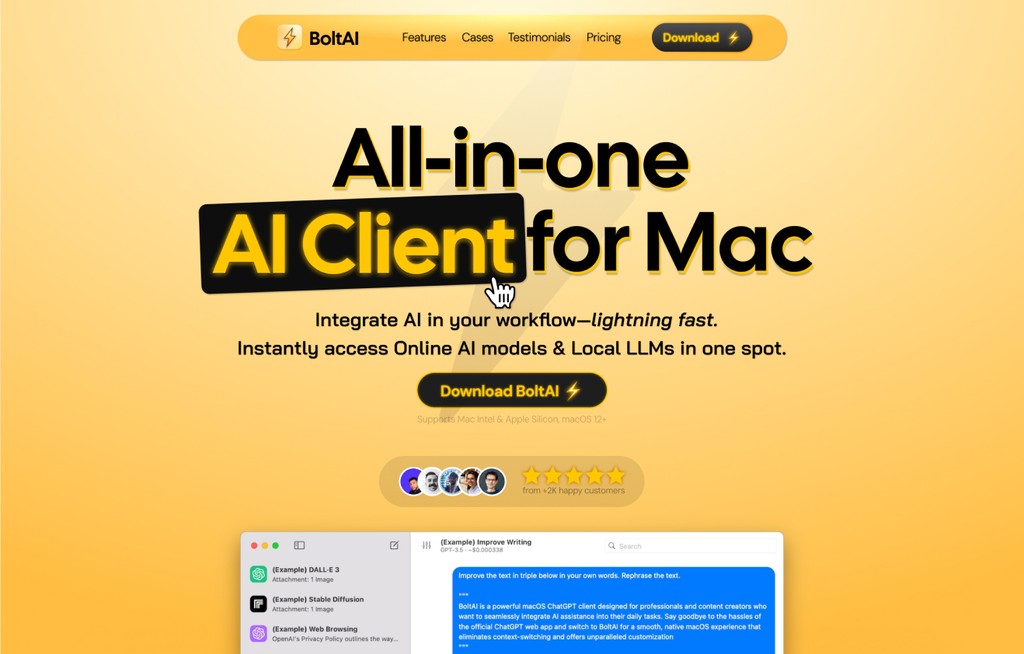 BoltAI
Features
Cases
Testimonials
Pricing
Download
All-in-one
AI Client for Mac
Integrate AI in your workflow—lightning fast.
Instantly access Online AI models & Local LLMs in one spot.
Download BoltAI
Supports Mac Intel & Apple Silicon, macOS 12+
from +2K happy customers
(Example) DALL·E 3
Attachment: 1 Image
(Example) Stable Diffusion
Attachment: 1 Image
(Example) Web Browsing
OpenAI's Privacy Policy outlines the way...
(Example) Improve Writing
GPT-3.5 · ~$0.000338
Search
Improve the text in triple below in your own words. Rephrase the text.
"""
BoltAI is a powerful macOS ChatGPT client designed for professionals and content creators who
want to seamlessly integrate AI assistance into their daily tasks. Say goodbye to the hassles of
the official ChatGPT web app and switch to BoltAI for a smooth, native macOS experience that
eliminates context-switching and offers unparalleled customization
"""